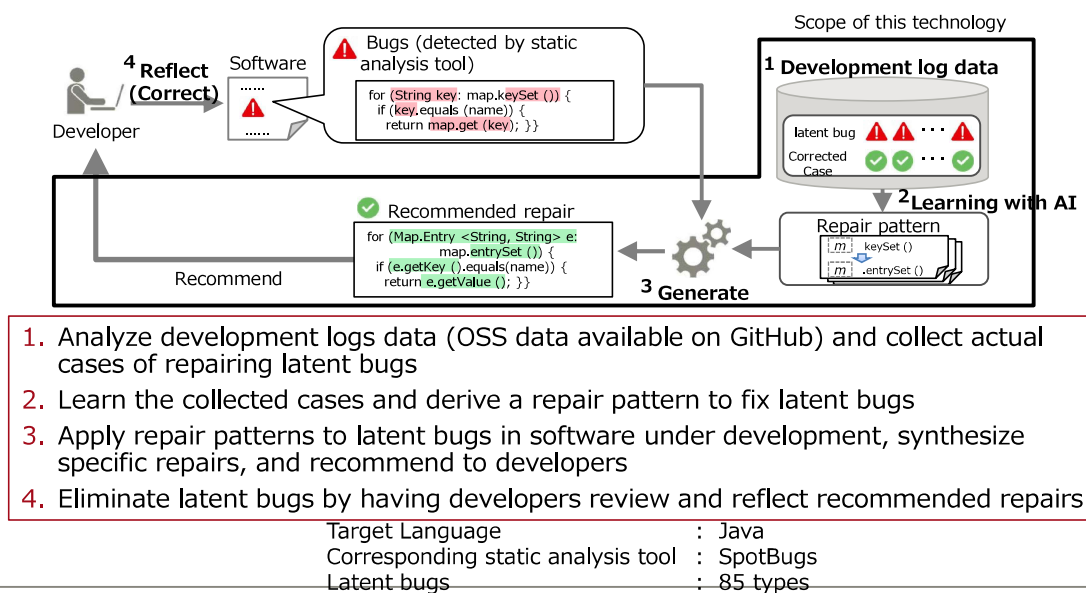 Scope of this technology
4 Reflect
(Correct)
Software
......
......
Developer
Bugs (detected by static
analysis tool)
for (String key: map.keySet ()) {
if (key.equals (name)) {
return map.get (key); }}
1 Development log data
latent bug ...
Corrected
Case ...
2 Learning with AI
Repair pattern
m keySet ()
m .entrySet ()
3 Generate
Recommended repair
for (Map.Entry <String, String> e:
map.entrySet ()) {
if (e.getKey ().equals(name)) {
return e.getValue (); }}
Recommend
1. Analyze development logs data (OSS data available on GitHub) and collect actual
cases of repairing latent bugs
2. Learn the collected cases and derive a repair pattern to fix latent bugs
3. Apply repair patterns to latent bugs in software under development, synthesize
specific repairs, and recommend to developers
4. Eliminate latent bugs by having developers review and reflect recommended repairs
Target Language : Java
Corresponding static analysis tool : SpotBugs
Latent bugs : 85 types